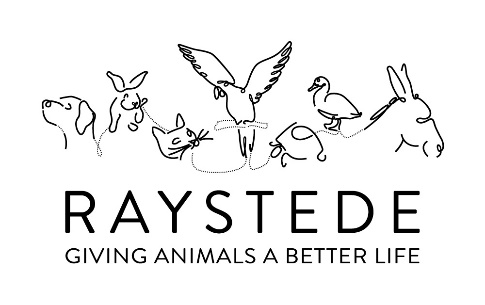 RAYSTEDE
GIVING ANIMALS A BETTER LIFE